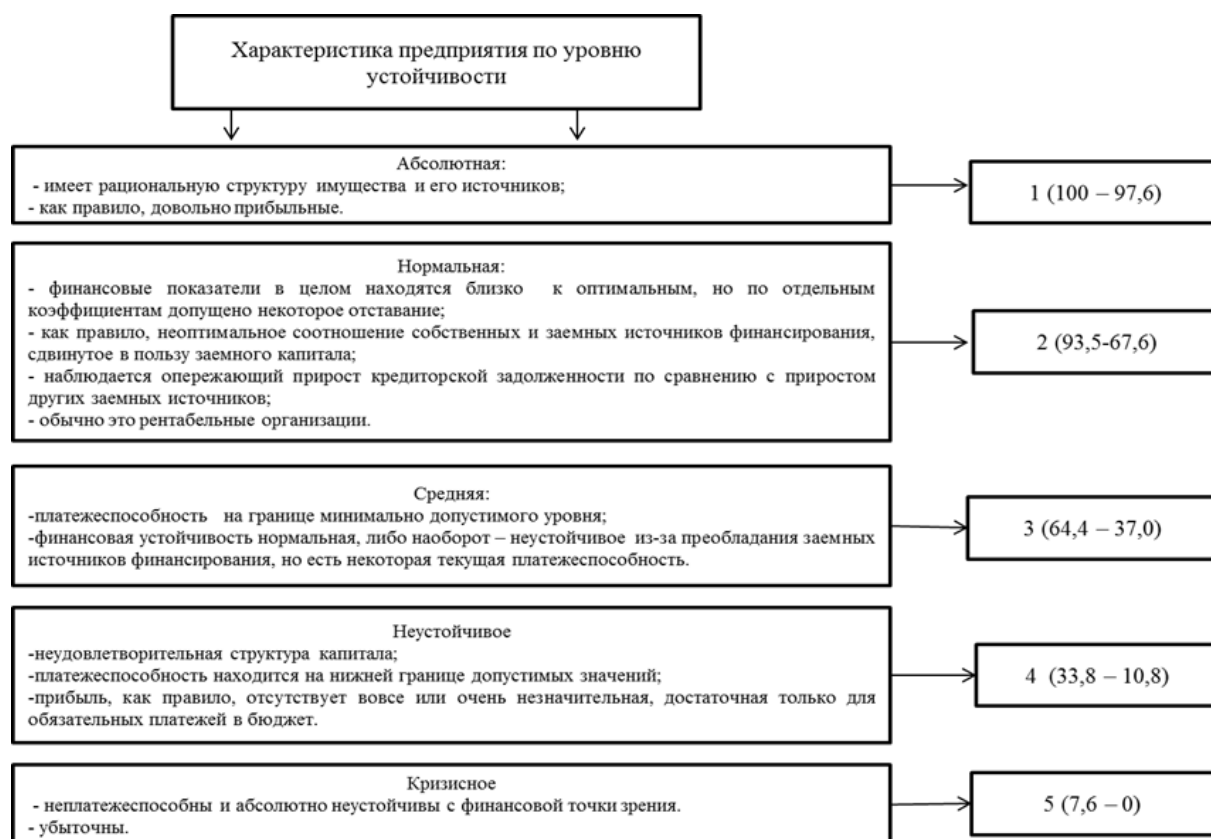 Характеристика предприятия по уровню
устойчивости
Абсолютная:
- имеет рациональную структуру имущества и его источников;
- как правило, довольно прибыльные.
1 (100 – 97,6)
Нормальная:
- финансовые показатели в целом находятся близко к оптимальным, но по отдельным
коэффициентам допущено некоторое отставание;
- как правило, неоптимальное соотношение собственных и заемных источников финансирования,
сдвинутое в пользу заемного капитала;
- наблюдается опережающий прирост кредиторской задолженности по сравнению с приростом
других заемных источников;
- обычно это рентабельные организации.
2 (93,5-67,6)
Средняя:
-платежеспособность на границе минимально допустимого уровня;
-финансовая устойчивость нормальная, либо наоборот – неустойчивое из-за преобладания заемных
источников финансирования, но есть некоторая текущая платежеспособность.
3 (64,4 – 37,0)
Неустойчивое
-неудовлетворительная структура капитала;
-платежеспособность находится на нижней границе допустимых значений;
-прибыль, как правило, отсутствует вовсе или очень незначительная, достаточная только для
обязательных платежей в бюджет.
4 (33,8 – 10,8)
Кризисное
- неплатежеспособны и абсолютно неустойчивы с финансовой точки зрения.
- убыточны.
5 (7,6 – 0)